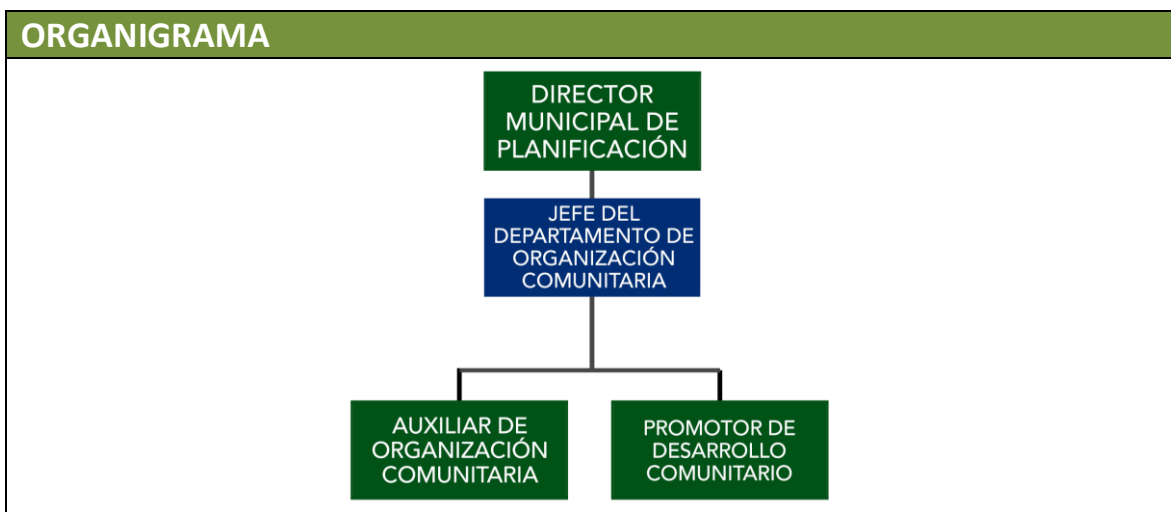 ORGANIGRAMA
DIRECTOR
MUNICIPAL DE
PLANIFICACIÓN
JEFE DEL
DEPARTAMENTO DE
ORGANIZACIÓN
COMUNITARIA
AUXILIAR DE
ORGANIZACIÓN
COMUNITARIA
PROMOTOR DE
DESARROLLO
COMUNITARIO